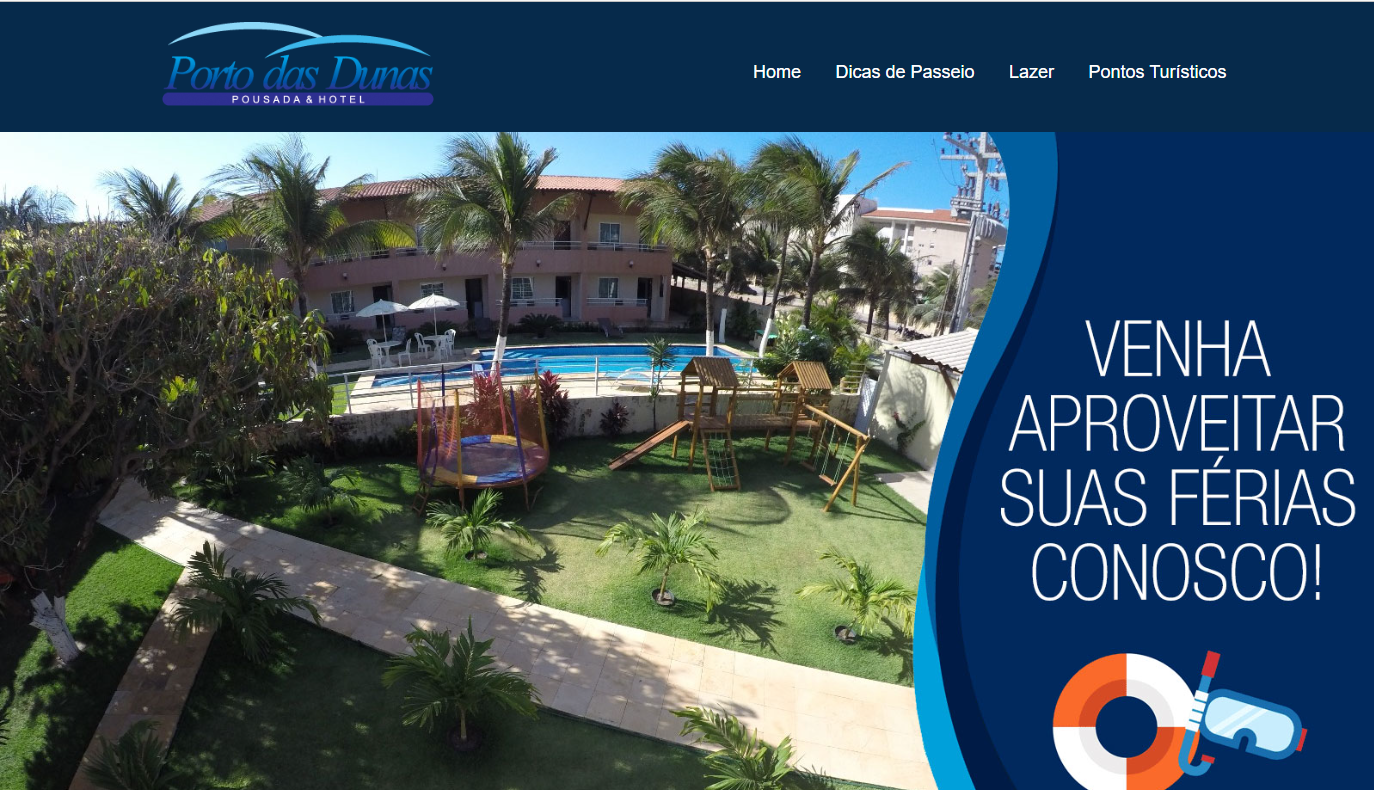 Porto das Dunas
POUSADA & HOTEL
Home
Dicas de Passeio
Lazer
Pontos Turísticos
VENHA
APROVEITAR
SUAS FÉRIAS
CONOSCO!